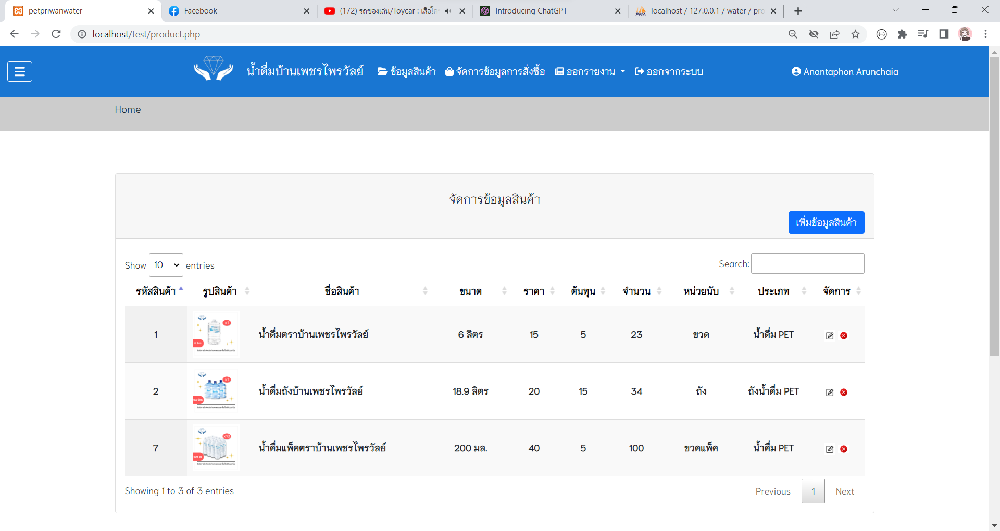 petpriwanwater
Facebook
(172) รถของเล่น/Toycar : เสือโค
Introducing ChatGPT
localhost / 127.0.0.1 / water / pro
localhost/test/product.php
น้ำดื่มบ้านเพชรไพรวัลย์
ข้อมูลสินค้า
จัดการข้อมูลการสั่งซื้อ
ออกรายงาน
ออกจากระบบ
Anantaphon Arunchaia
Home
จัดการข้อมูลสินค้า
เพิ่มข้อมูลสินค้า
Show 10 entries
Search:
รหัสสินค้า รูปสินค้า ชื่อสินค้า ขนาด ราคา ต้นทุน จำนวน หน่วยนับ ประเภท จัดการ
1 x1 น้ำดื่มตราบ้านเพชรไพรวัลย์ 6 ลิตร 15 5 23 ขวด น้ำดื่ม PET
2 x1 น้ำดื่มถังบ้านเพชรไพรวัลย์ 18.9 ลิตร 20 15 34 ถัง ถังน้ำดื่ม PET
7 x10 น้ำดื่มแพ็คตราบ้านเพชรไพรวัลย์ 200 มล. 40 5 100 ขวดแพ็ค น้ำดื่ม PET
Showing 1 to 3 of 3 entries
Previous 1 Next